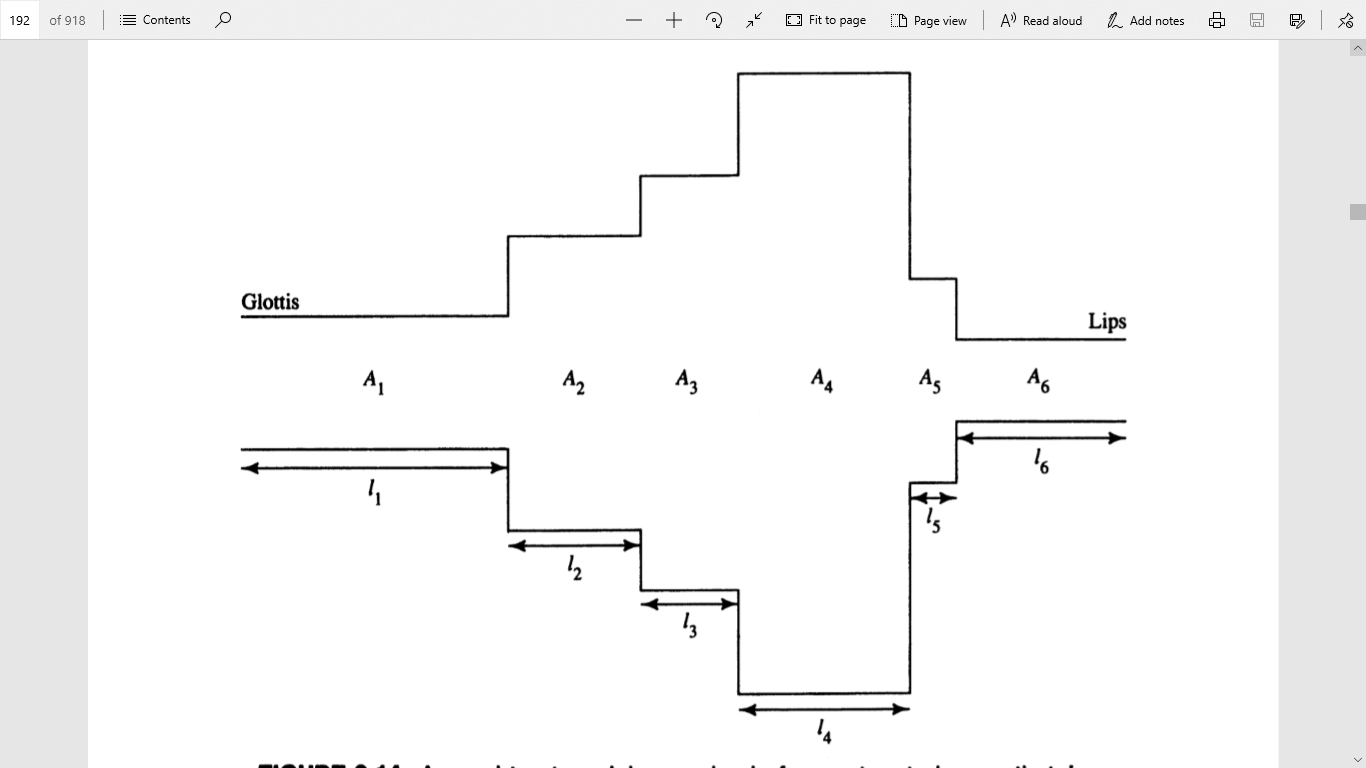 192 of 918 Contents Fit to page Page view Read aloud Add notes
Glottis
Lips
A1 A2 A3 A4 A5 A6
l6
l1
l5
l2
l3
l4